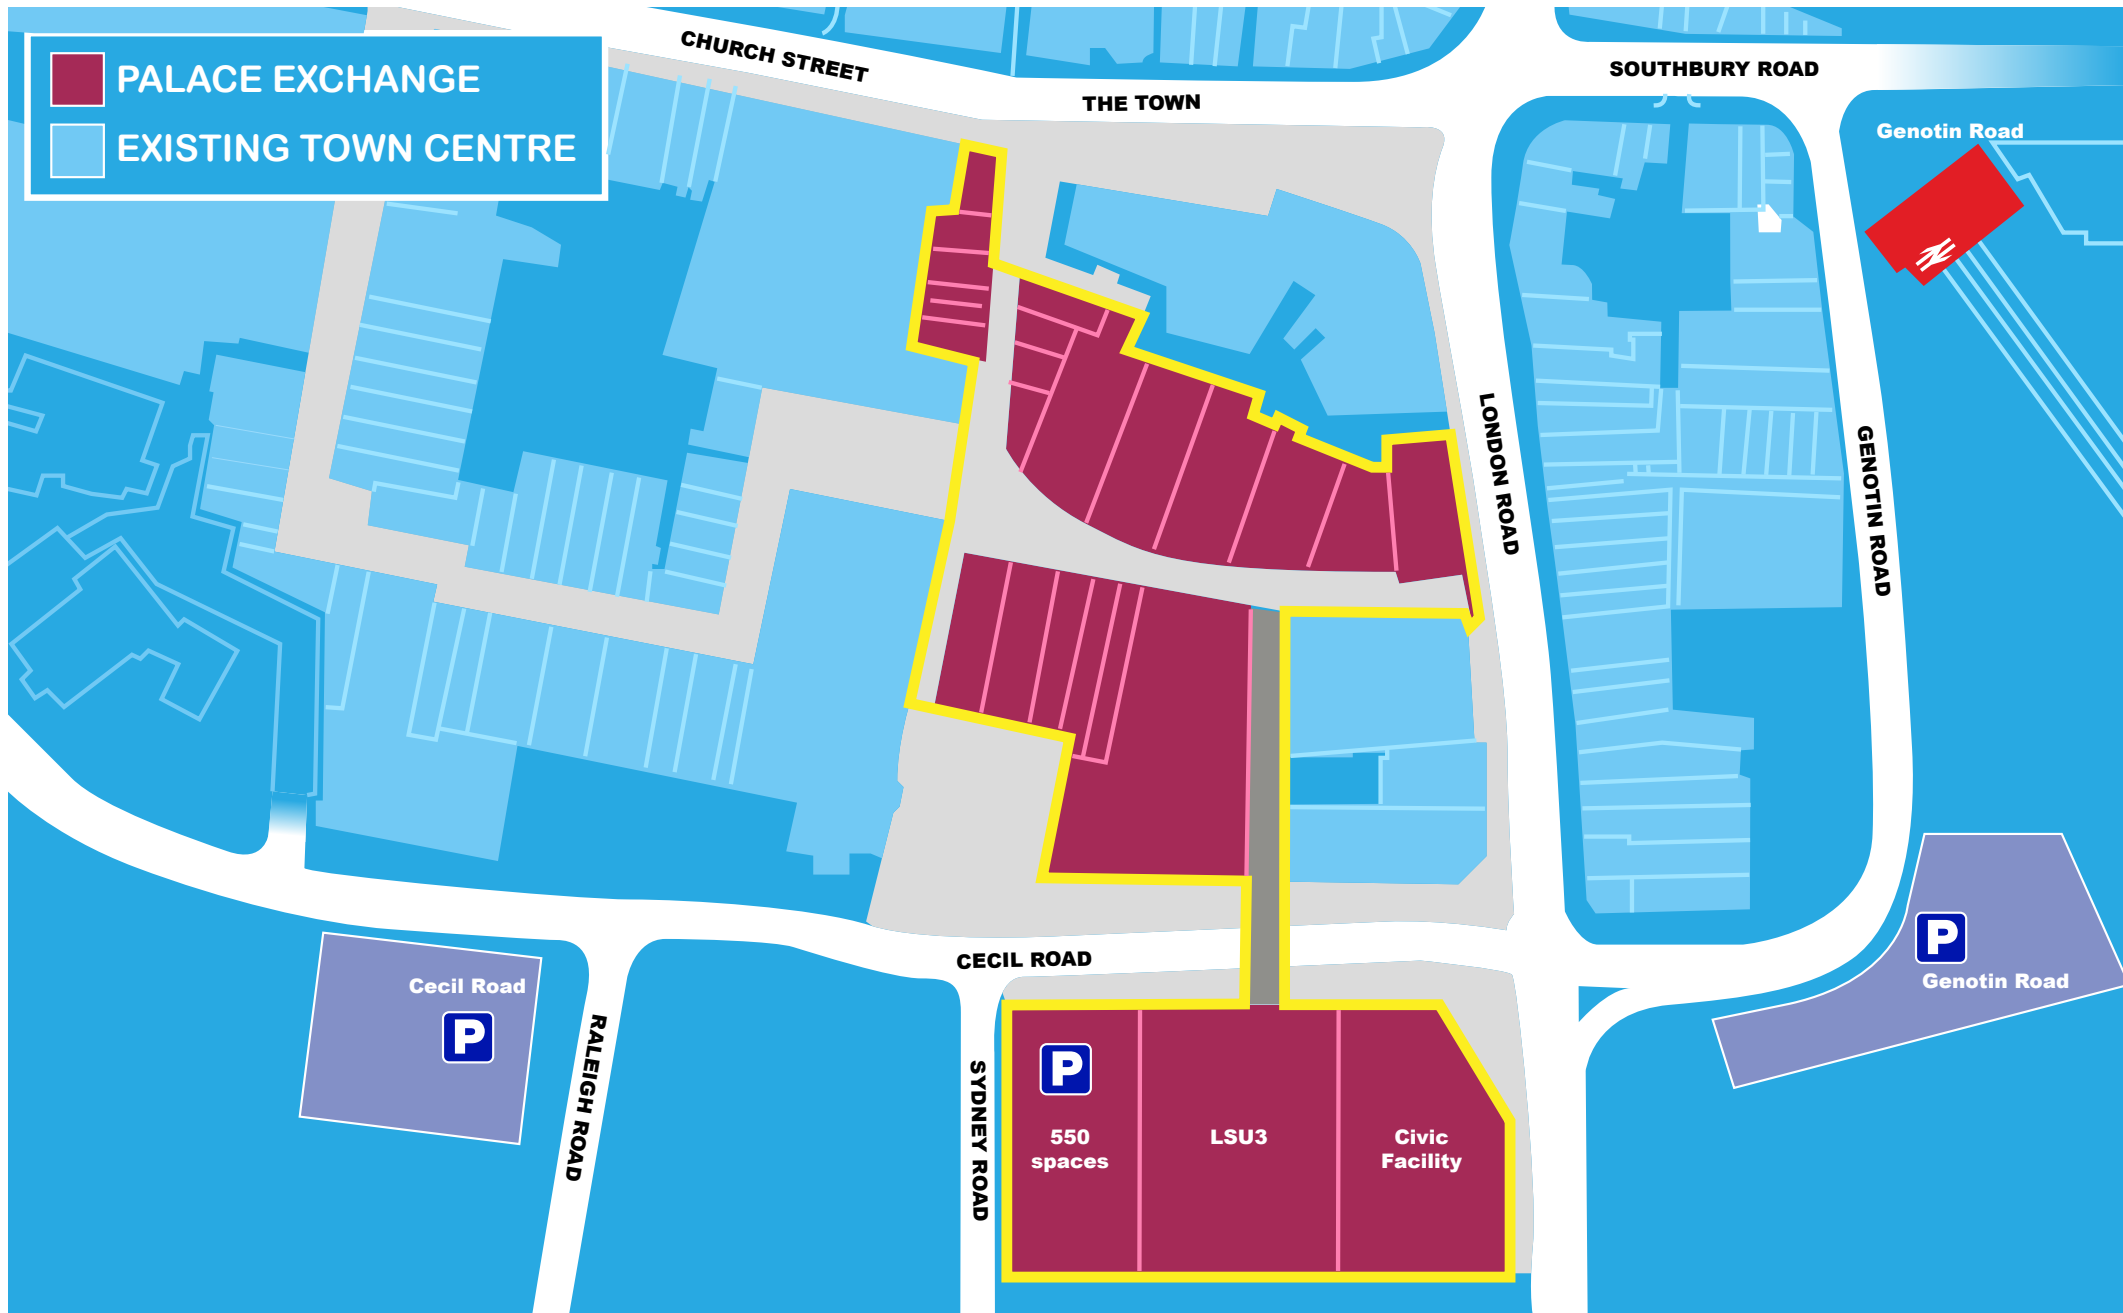 PALACE EXCHANGE
EXISTING TOWN CENTRE
CHURCH STREET
THE TOWN
SOUTHBURY ROAD
Genotin Road
LONDON ROAD
GENOTIN ROAD
CECIL ROAD
Cecil Road
P
RALEIGH ROAD
SYDNEY ROAD
P
550
spaces
LSU3
Civic
Facility
P
Genotin Road